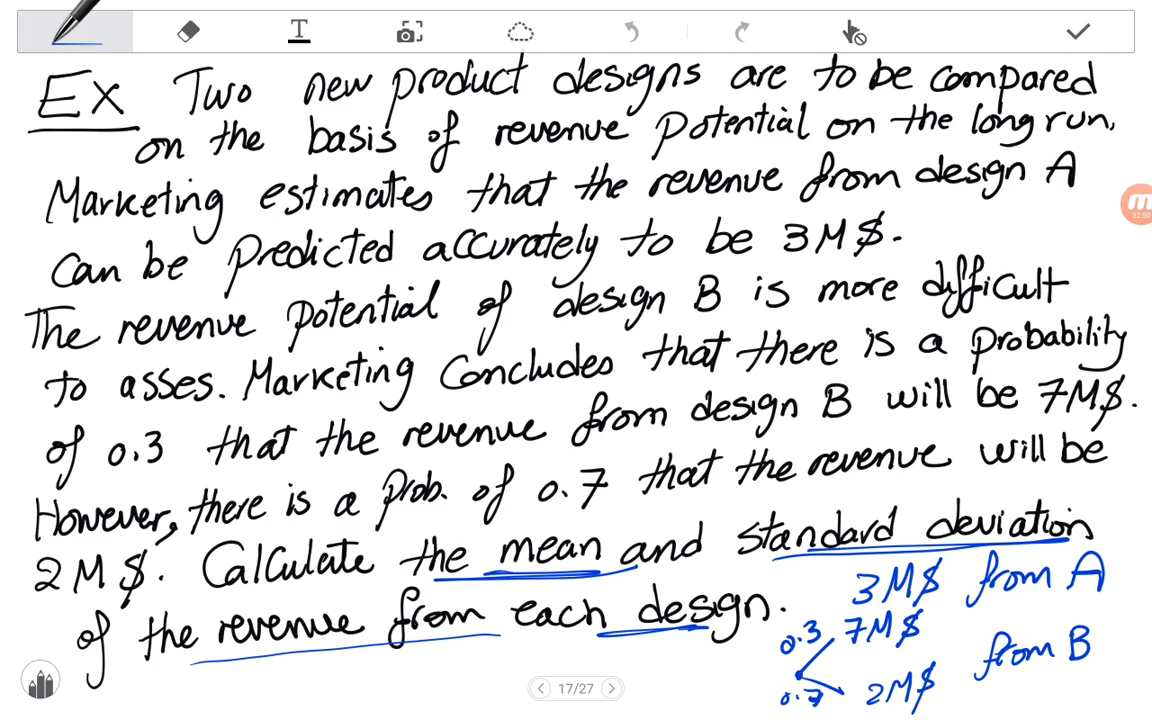 T
32:50
Ex Two new product designs are to be compared
on the basis of revenue potential on the long run.
Marketing estimates that the revenue from design A
can be predicted accurately to be 3M$.
The revenue potential of design B is more difficult
to asses. Marketing Concludes that there is a probability
of 0.3 that the revenue from design B will be 7M$.
However, there is a prob. of 0.7 that the revenue will be
2M$. Calculate the mean and standard deviation
of the revenue from each design.
3M$ from A
0.3 7M$
from B
0.7 2M$
17/27